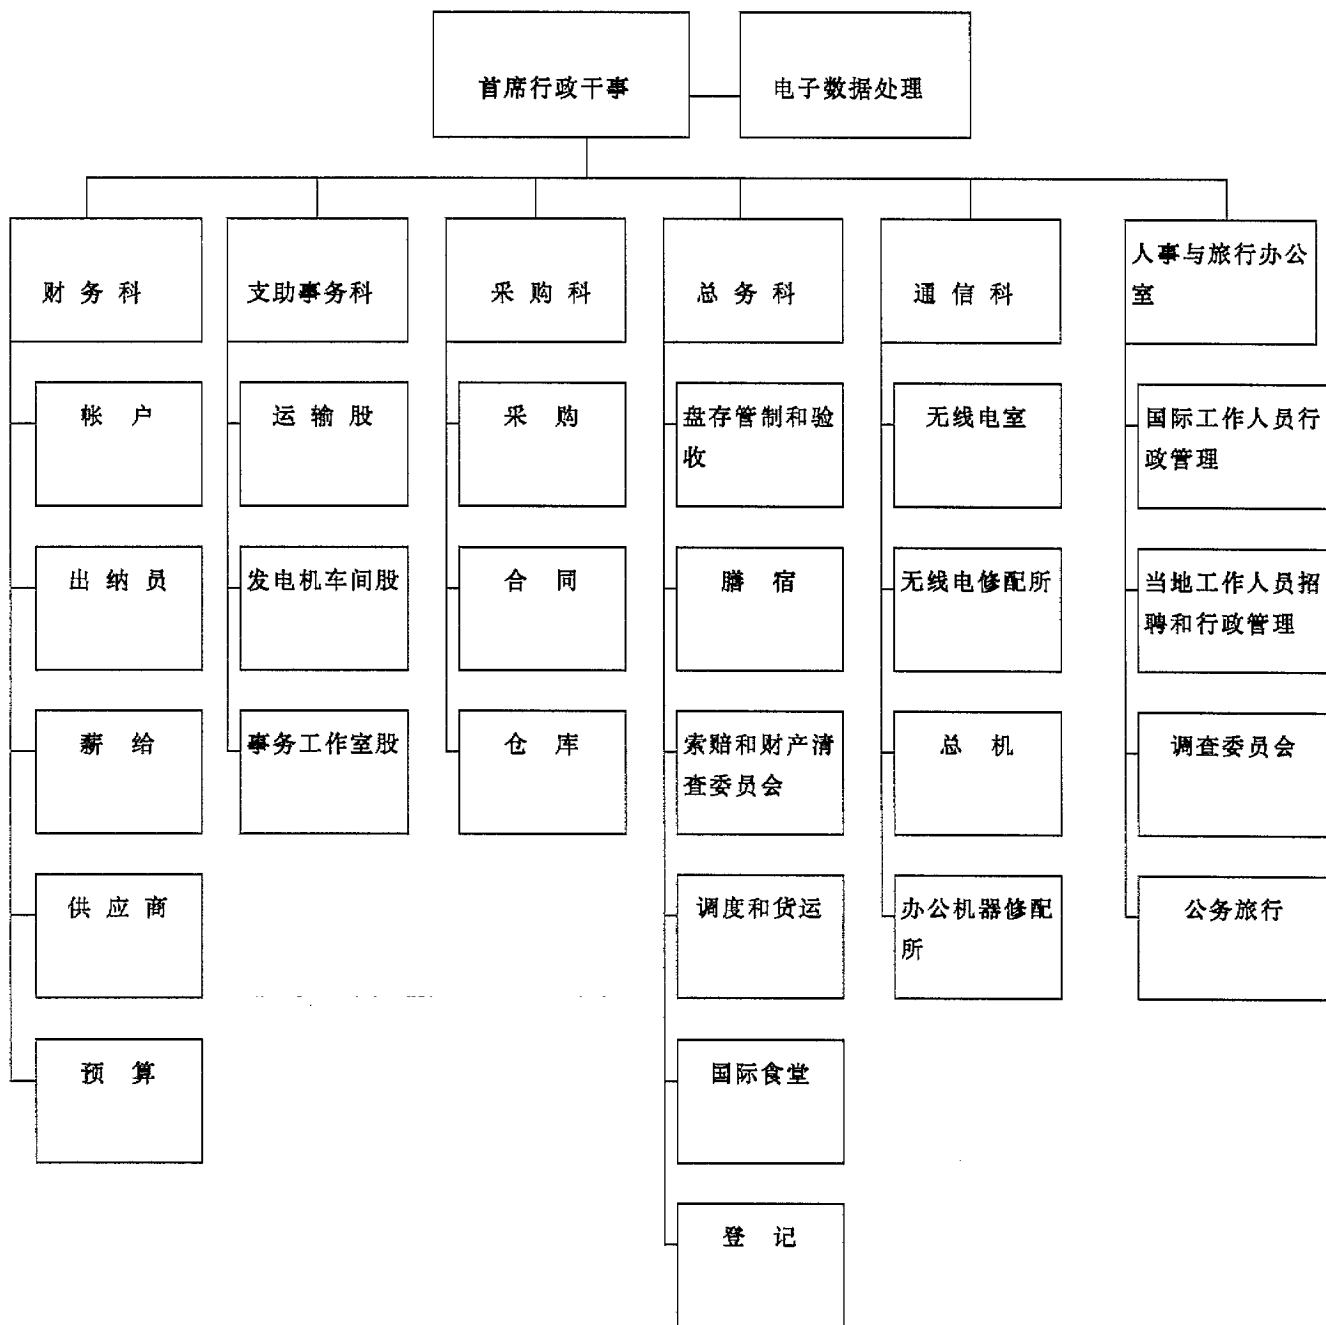 首席行政干事
电子数据处理
财务科
支助事务科
采购科
总务科
通信科
人事与旅行办公
室
帐户
运输股
采购
盘存管制和验
收
无线电室
国际工作人员行
政管理
出纳员
发电机车间股
合同
膳宿
无线电修配所
当地工作人员招
聘和行政管理
薪给
事务工作室股
仓库
索赔和财产清
查委员会
总机
调查委员会
供应商
调度和货运
办公机器修配
所
公务旅行
预算
国际食堂
登记